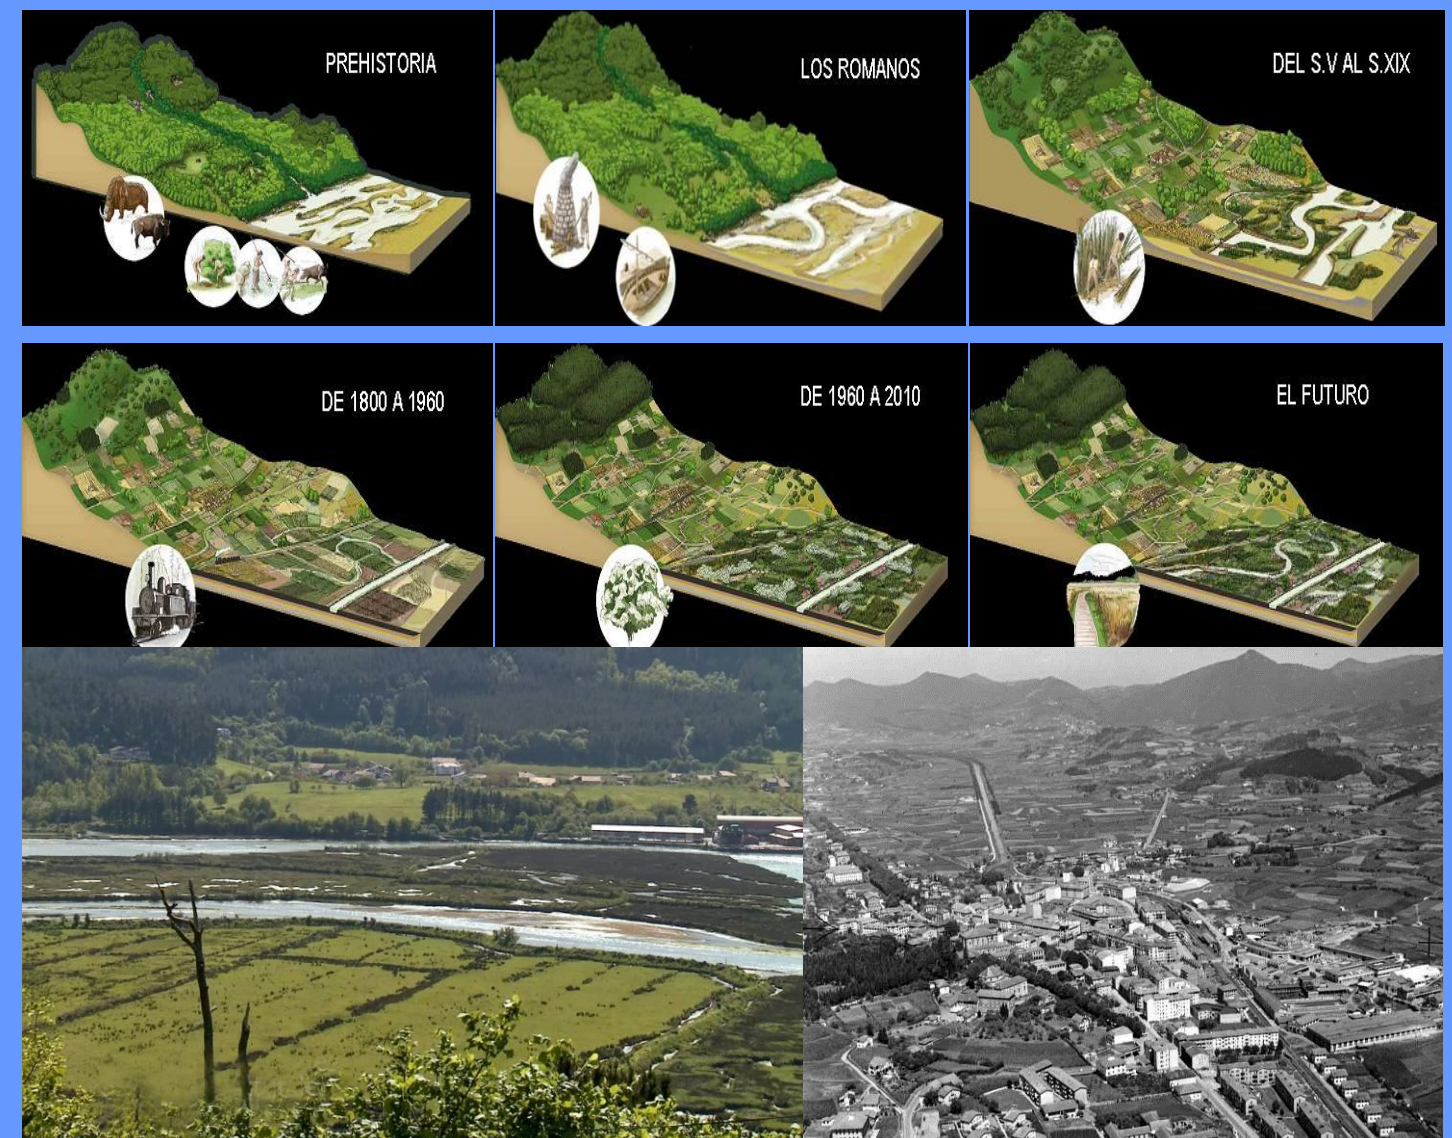 PREHISTORIA
LOS ROMANOS
DEL S.V AL S.XIX
DE 1800 A 1960
DE 1960 A 2010
EL FUTURO